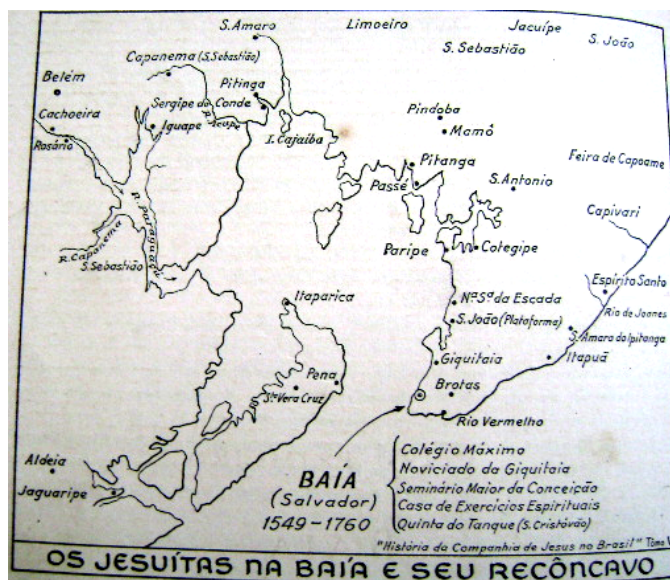 S. Amaro
Limoeiro
Jacuípe
S. João
S. Sebastião
Capanema (S. Sebastião)
Belém
Pitinga
Sergipe do Conde
Cachoeira
Iguape
I. Cajaíba
Pindoba
Mamô
Rosário
Pitanga
Feira de Capoame
Passé
S. Antonio
R. Paraguaçu
Capivari
R. Capanema
S. Sebastião
Paripe
Cotegipe
Espírito Santo
Itaparica
Nª Sª da Escada
Rio de Joanes
S. João (Plataforma)
S. Amaro do Ipitanga
Giquitaia
Itapuã
Pena
Stª Vera Cruz
Brotas
Rio Vermelho
Aldeia
Jaguaripe
BAÍA
(Salvador)
1549-1760
Colégio Máximo
Noviciado da Giquitaia
Seminário Maior da Conceição
Casa de Exercícios Espirituais
Quinta do Tanque (S. Cristóvão)
"História da Companhia de Jesus no Brasil" Tômo V
OS JESUÍTAS NA BAÍA E SEU RECÔNCAVO